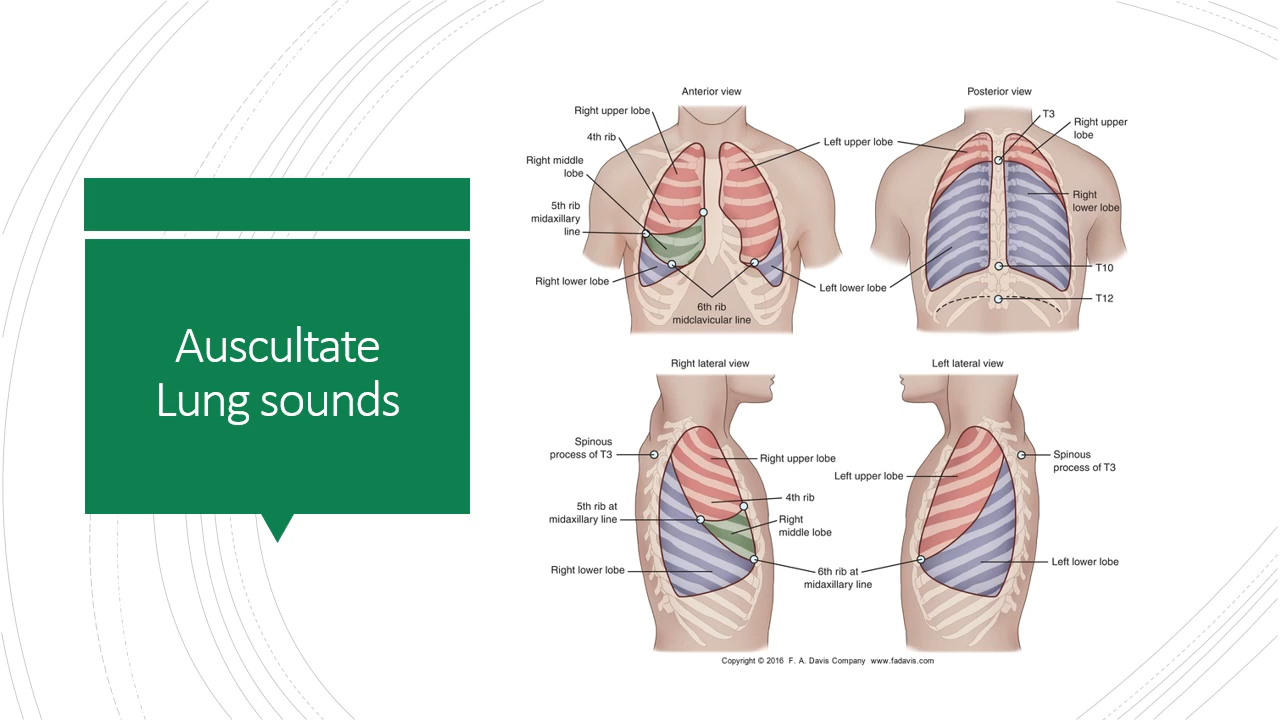 Auscultate
Lung sounds
Anterior view
Right upper lobe
4th rib
Right middle
lobe
5th rib
midaxillary
line
Right lower lobe
6th rib
midclavicular line
Left upper lobe
Left lower lobe
Posterior view
T3
Right upper
lobe
Right
lower lobe
T10
T12
Right lateral view
Spinous
process of T3
Right upper lobe
4th rib
5th rib at
midaxillary line
Right
middle lobe
Right lower lobe
6th rib at
midaxillary line
Left lateral view
Left upper lobe
Spinous
process of T3
Left lower lobe
Copyright © 2016 F. A. Davis Company www.fadavis.com